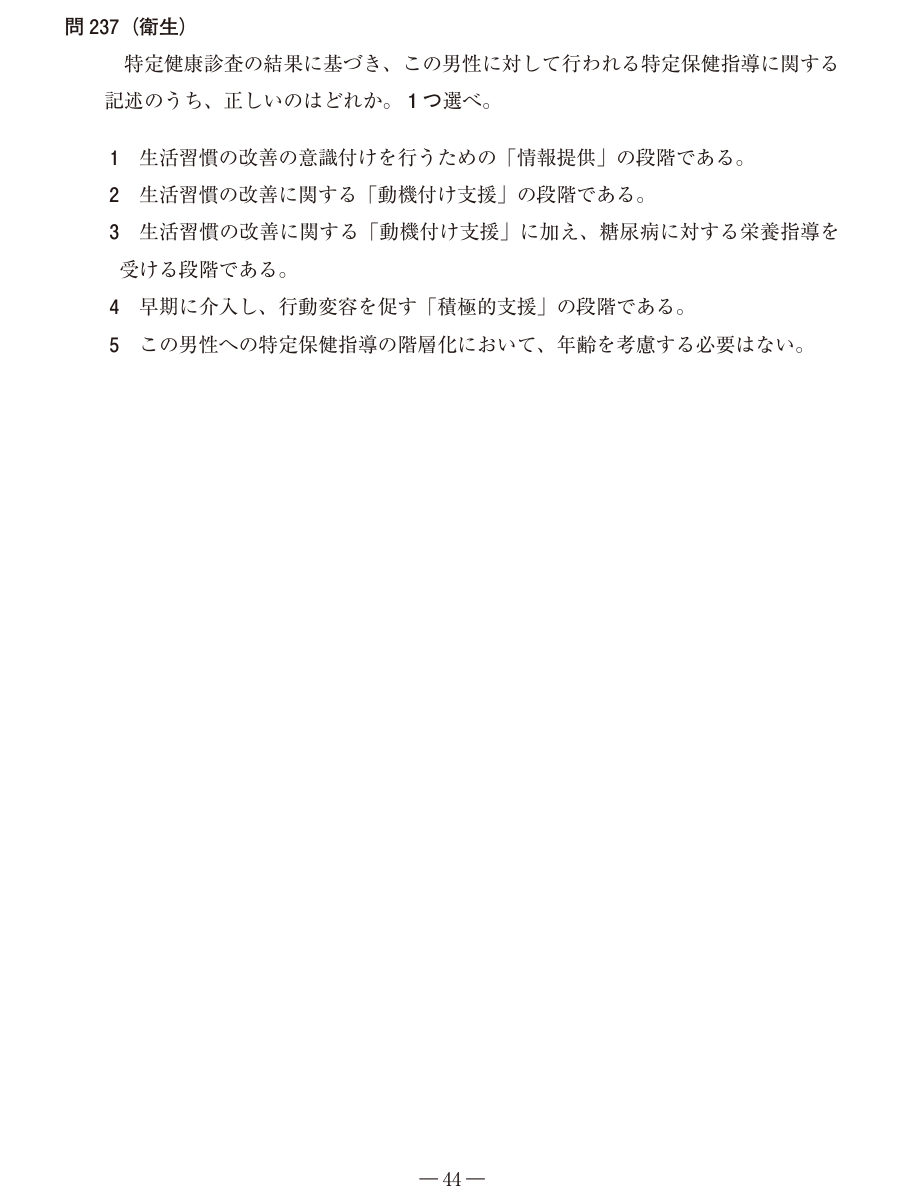 問 237（衛生）
特定健康診査の結果に基づき、この男性に対して行われる特定保健指導に関する
記述のうち、正しいのはどれか。1つ選べ。
1 生活習慣の改善の意識付けを行うための「情報提供」の段階である。
2 生活習慣の改善に関する「動機付け支援」の段階である。
3 生活習慣の改善に関する「動機付け支援」に加え、糖尿病に対する栄養指導を
受ける段階である。
4 早期に介入し、行動変容を促す「積極的支援」の段階である。
5 この男性への特定保健指導の階層化において、年齢を考慮する必要はない。
— 44 —